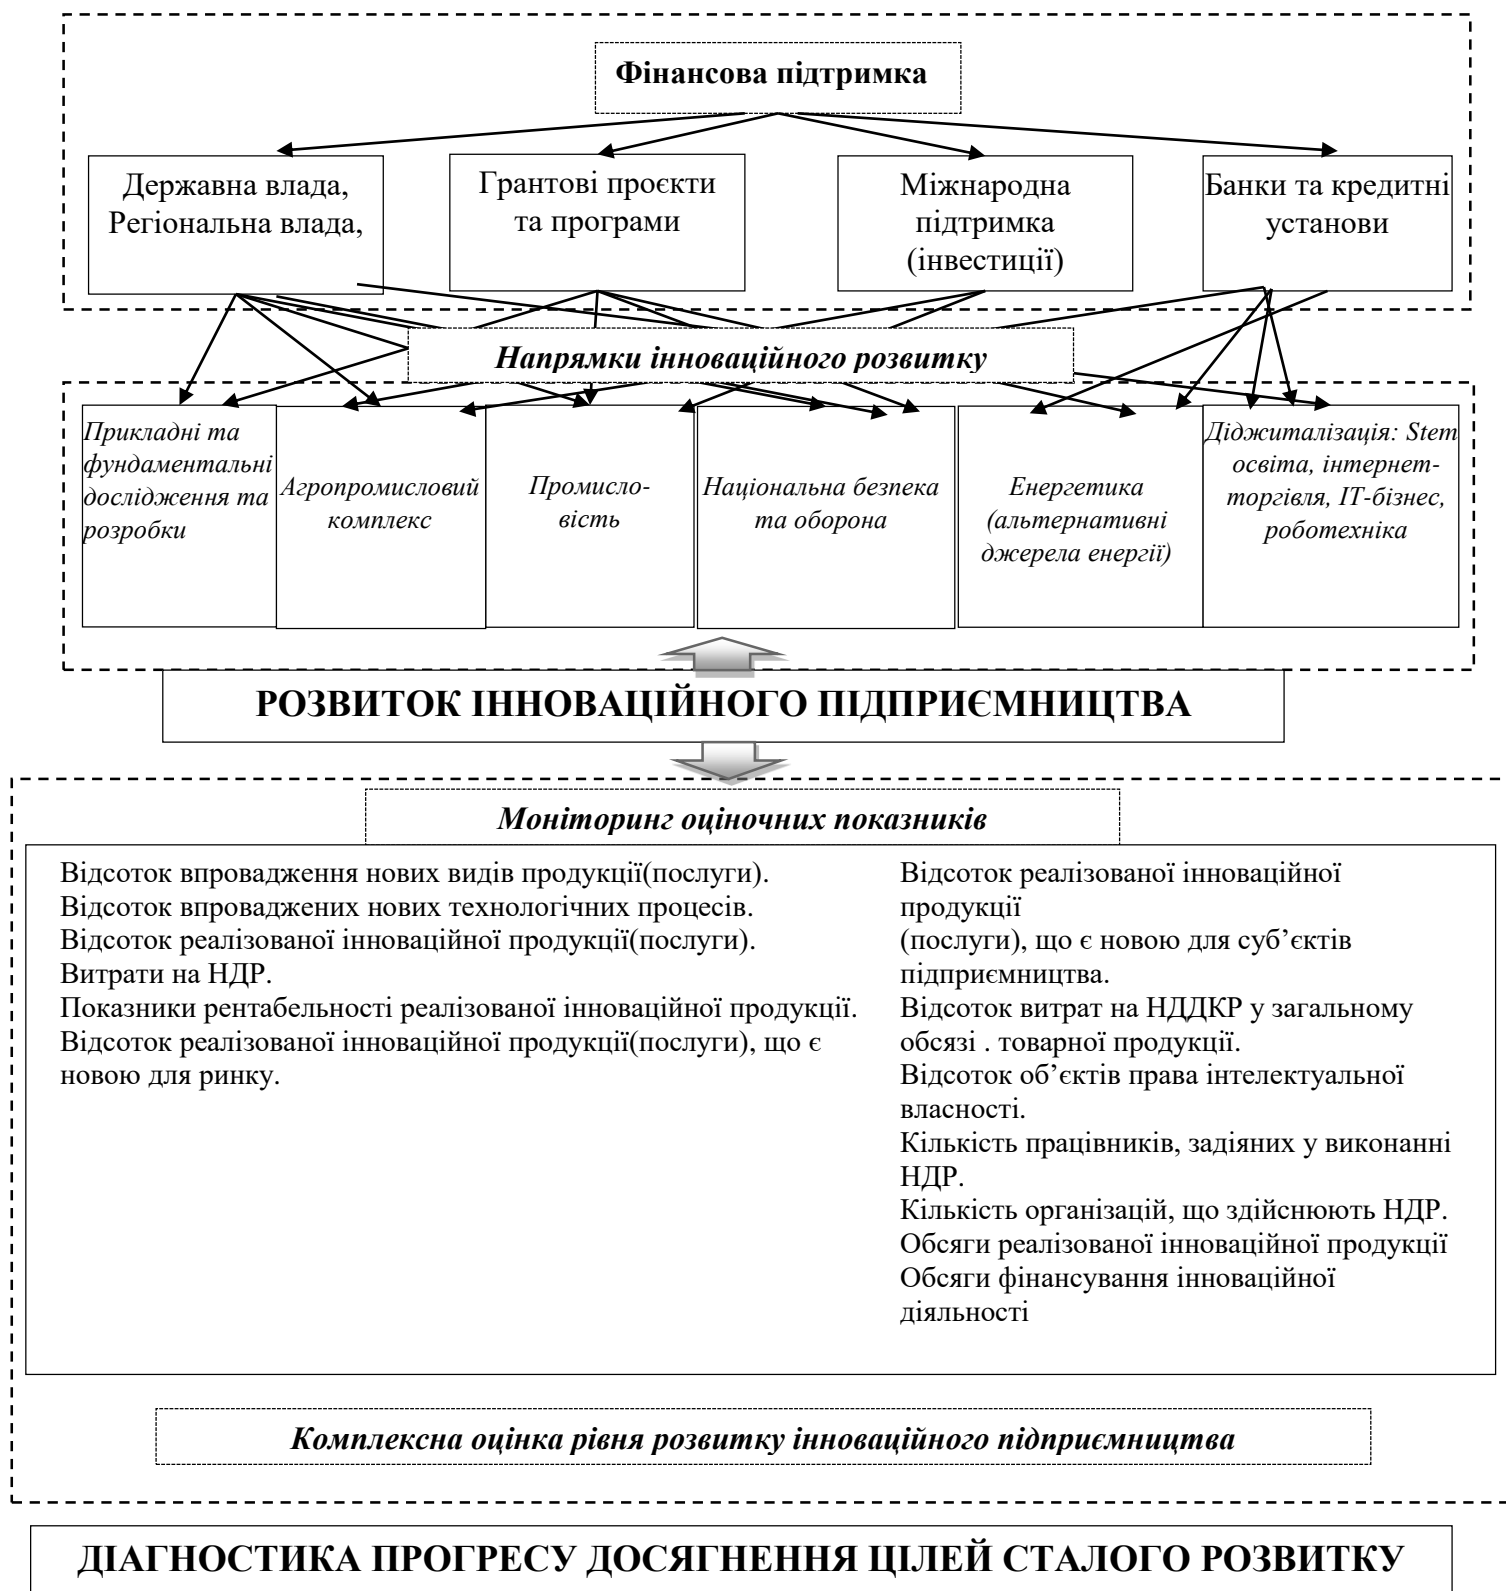 Фінансова підтримка
Державна влада,
Регіональна влада,
Грантові проєкти
та програми
Міжнародна
підтримка
(інвестиції)
Банки та кредитні
установи
Напрямки інноваційного розвитку
Прикладні та
фундаментальні
дослідження та
розробки
Агропромисловий
комплекс
Промисло-
вість
Національна безпека
та оборона
Енергетика
(альтернативні
джерела енергії)
Діджиталізація: Stem
освіта, інтернет-
торгівля, ІТ-бізнес,
роботехніка
РОЗВИТОК ІННОВАЦІЙНОГО ПІДПРИЄМНИЦТВА
Моніторинг оціночних показників
Відсоток впровадження нових видів продукції(послуги).
Відсоток впроваджених нових технологічних процесів.
Відсоток реалізованої інноваційної продукції(послуги).
Витрати на НДР.
Показники рентабельності реалізованої інноваційної продукції.
Відсоток реалізованої інноваційної продукції(послуги), що є
новою для ринку.
Відсоток реалізованої інноваційної
продукції
(послуги), що є новою для суб’єктів
підприємництва.
Відсоток витрат на НДДКР у загальному
обсязі . товарної продукції.
Відсоток об’єктів права інтелектуальної
власності.
Кількість працівників, задіяних у виконанні
НДР.
Кількість організацій, що здійснюють НДР.
Обсяги реалізованої інноваційної продукції
Обсяги фінансування інноваційної
діяльності
Комплексна оцінка рівня розвитку інноваційного підприємництва
ДІАГНОСТИКА ПРОГРЕСУ ДОСЯГНЕННЯ ЦІЛЕЙ СТАЛОГО РОЗВИТКУ